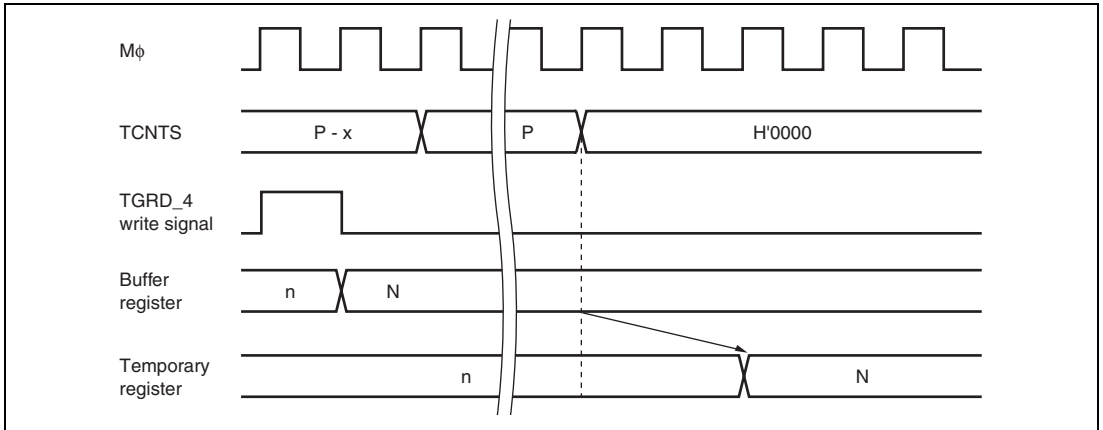 Mϕ
TCNTS
P - x
P
H'0000
TGRD_4
write signal
Buffer
register
n
N
Temporary
register
n
N